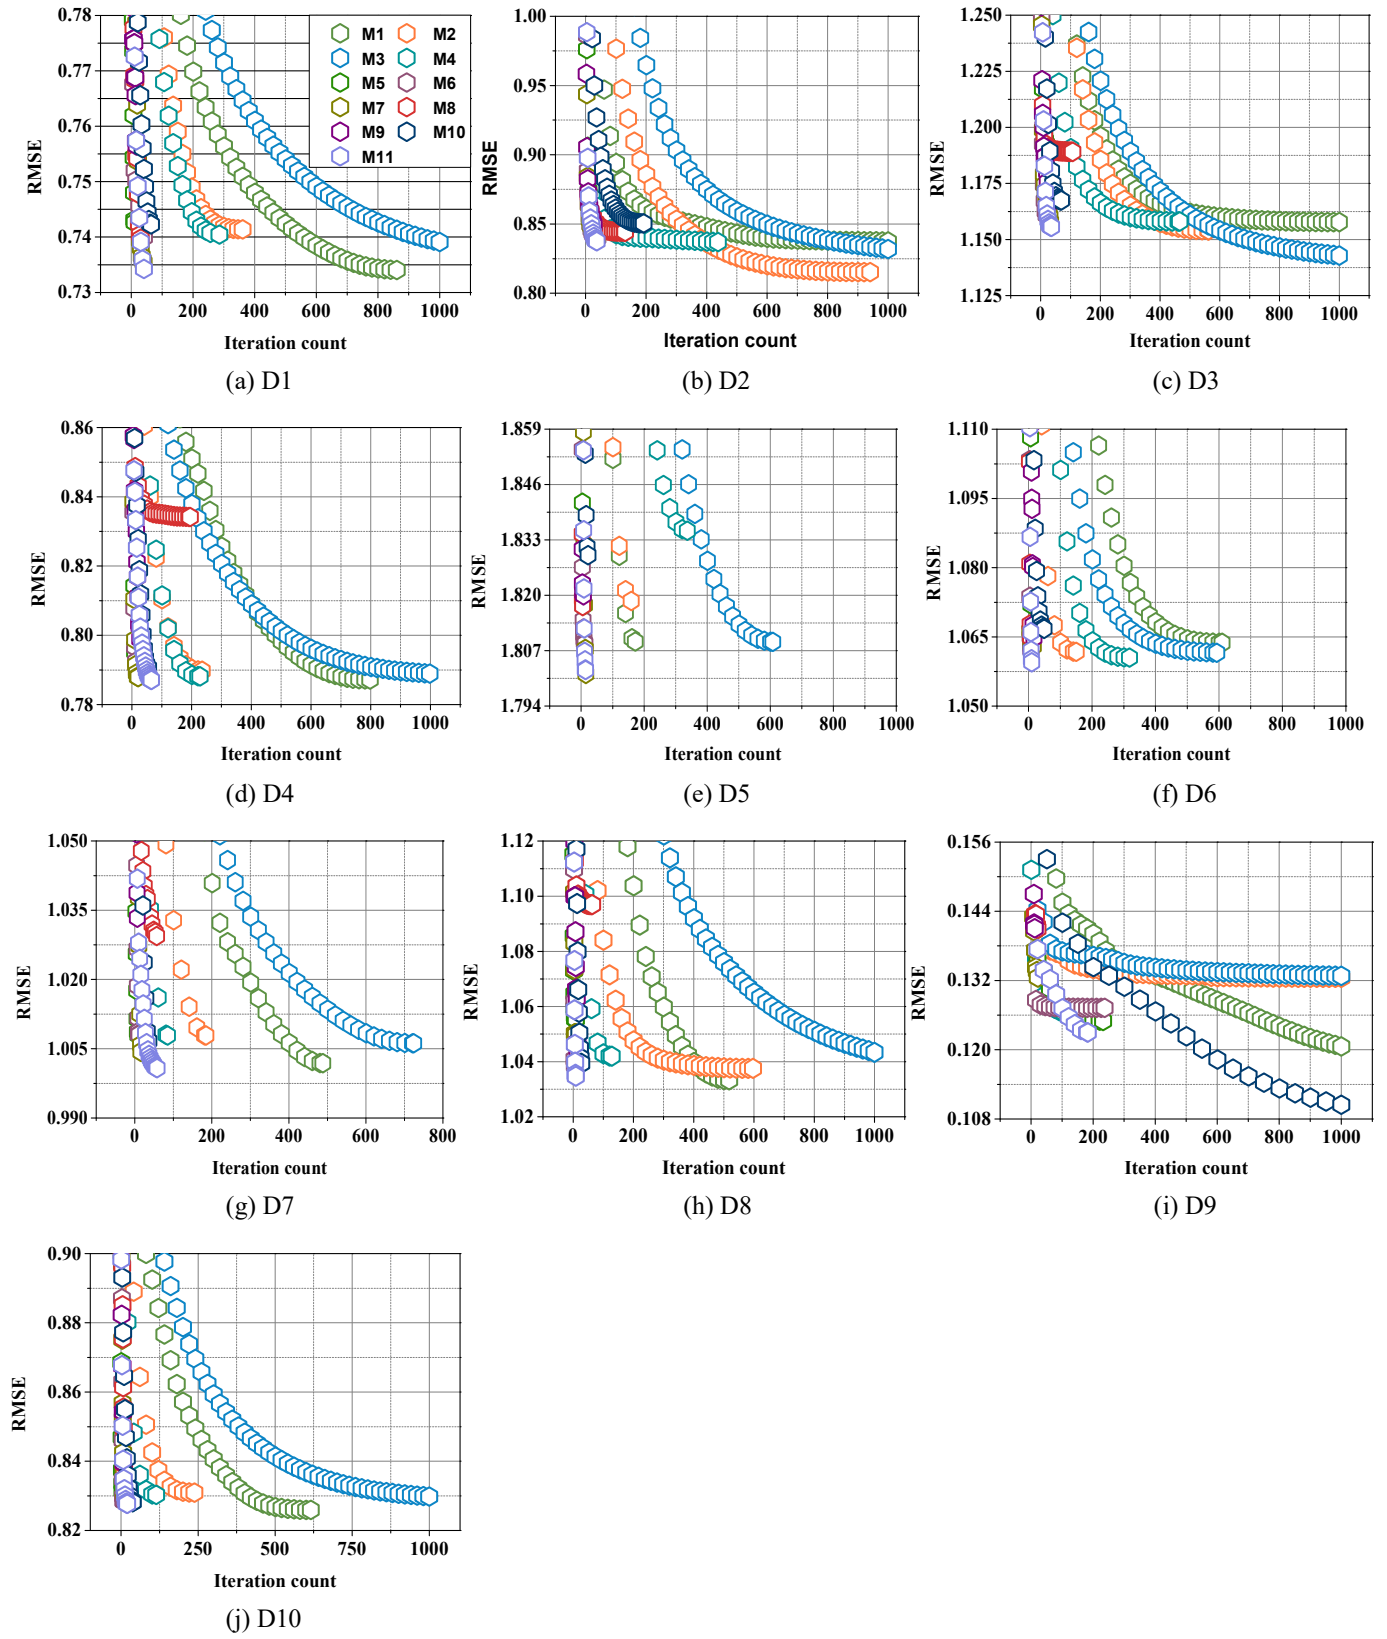 0.78
0.77
0.76
0.75
0.74
0.73
RMSE
0 200 400 600 800 1000
Iteration count
M1 M2
M3 M4
M5 M6
M7 M8
M9 M10
M11
(a) D1
1.00
0.95
0.90
0.85
0.80
RMSE
0 200 400 600 800 1000
Iteration count
(b) D2
1.250
1.225
1.200
1.175
1.150
1.125
RMSE
0 200 400 600 800 1000
Iteration count
(c) D3
0.86
0.84
0.82
0.80
0.78
RMSE
0 200 400 600 800 1000
Iteration count
(d) D4
1.859
1.846
1.833
1.820
1.807
1.794
RMSE
0 200 400 600 800 1000
Iteration count
(e) D5
1.110
1.095
1.080
1.065
1.050
RMSE
0 200 400 600 800 1000
Iteration count
(f) D6
1.050
1.035
1.020
1.005
0.990
RMSE
0 200 400 600 800
Iteration count
(g) D7
1.12
1.10
1.08
1.06
1.04
1.02
RMSE
0 200 400 600 800 1000
Iteration count
(h) D8
0.156
0.144
0.132
0.120
0.108
RMSE
0 200 400 600 800 1000
Iteration count
(i) D9
0.90
0.88
0.86
0.84
0.82
RMSE
0 250 500 750 1000
Iteration count
(j) D10